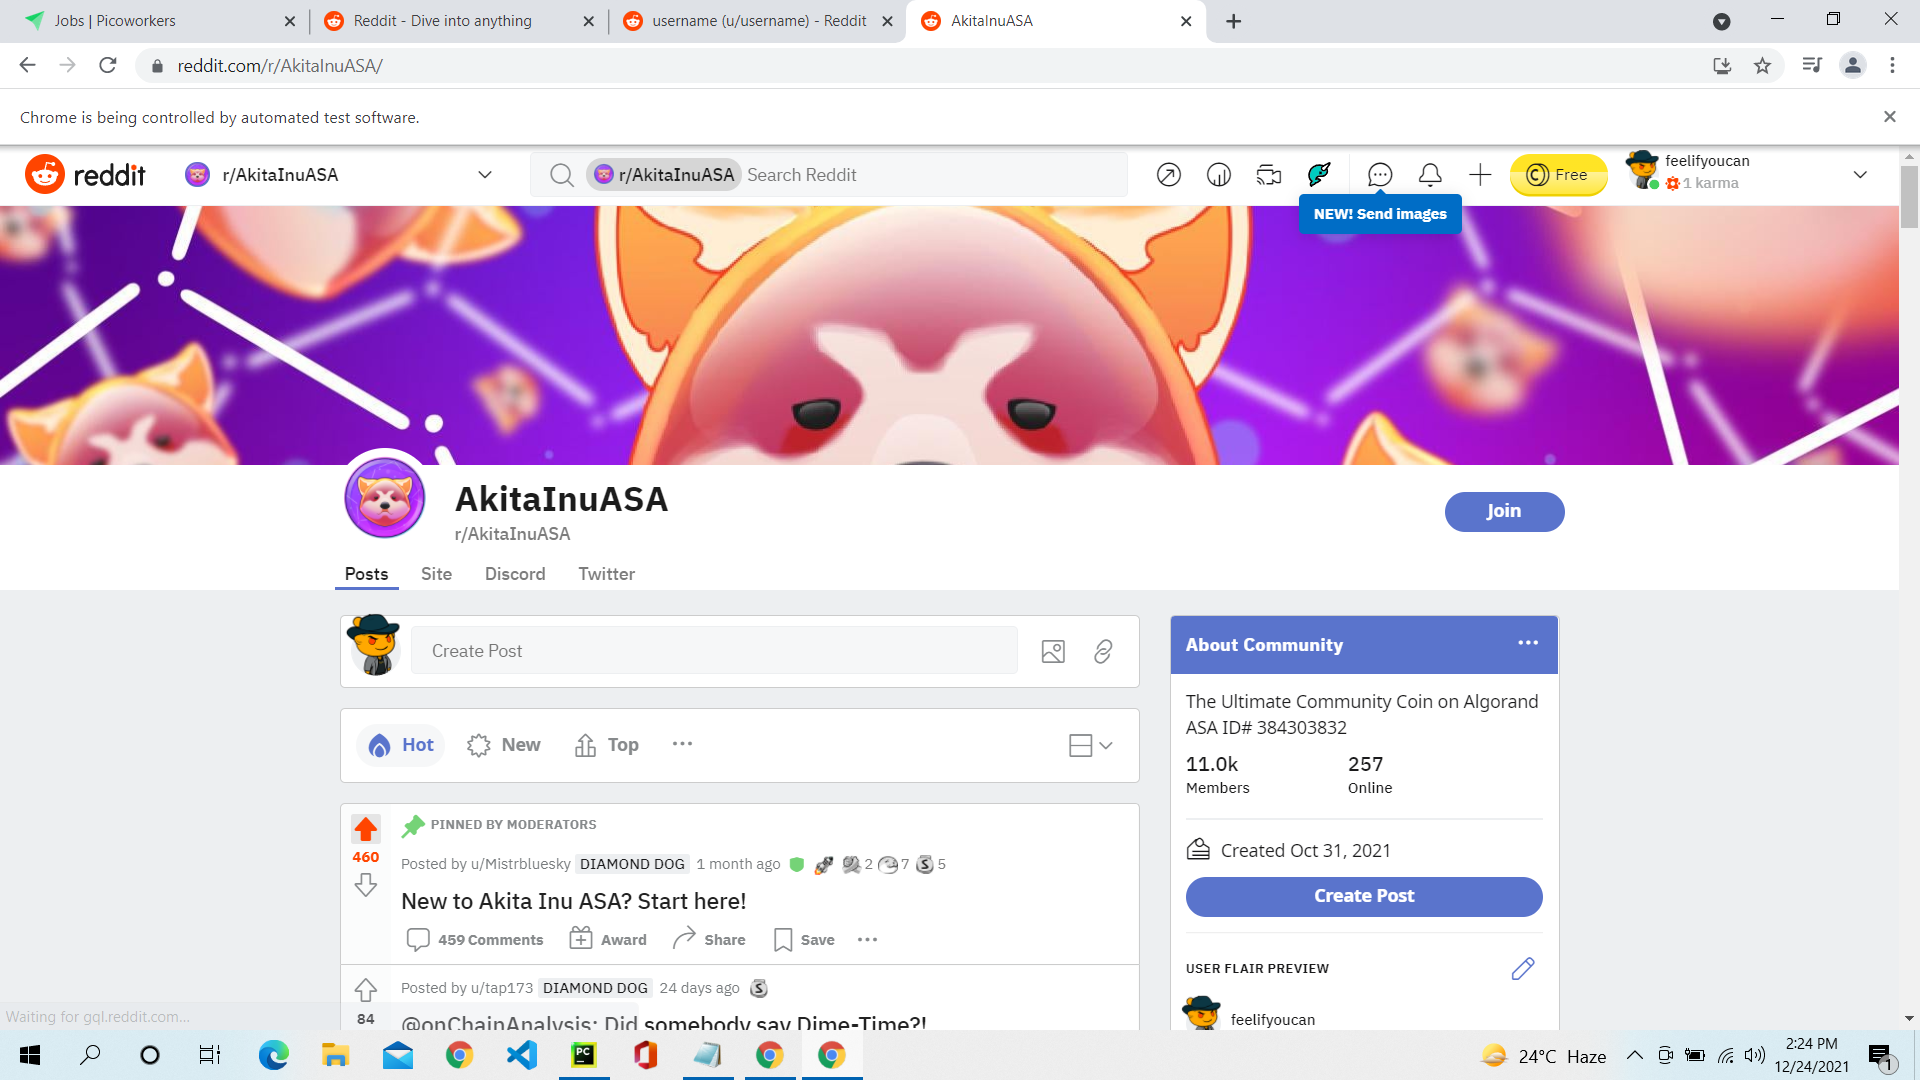 Jobs | Picoworkers
Reddit - Dive into anything
username (u/username) - Reddit
AkitaInuASA
reddit.com/r/AkitaInuASA/
Chrome is being controlled by automated test software.
reddit
r/AkitaInuASA
r/AkitaInuASA Search Reddit
Free
feelifyoucan
1 karma
NEW! Send images
AkitaInuASA
r/AkitaInuASA
Join
Posts Site Discord Twitter
Create Post
Hot New Top
PINNED BY MODERATORS
460
Posted by u/Mistrbluesky DIAMOND DOG 1 month ago 2 7 5
New to Akita Inu ASA? Start here!
459 Comments Award Share Save
Posted by u/tap173 DIAMOND DOG 24 days ago
84
@onChainAnalysis: Did somebody say Dime-Time?!
About Community
The Ultimate Community Coin on Algorand
ASA ID# 384303832
11.0k 257
Members Online
Created Oct 31, 2021
Create Post
USER FLAIR PREVIEW
feelifyoucan
Waiting for gql.reddit.com...
PC
24°C Haze
2:24 PM
12/24/2021
1